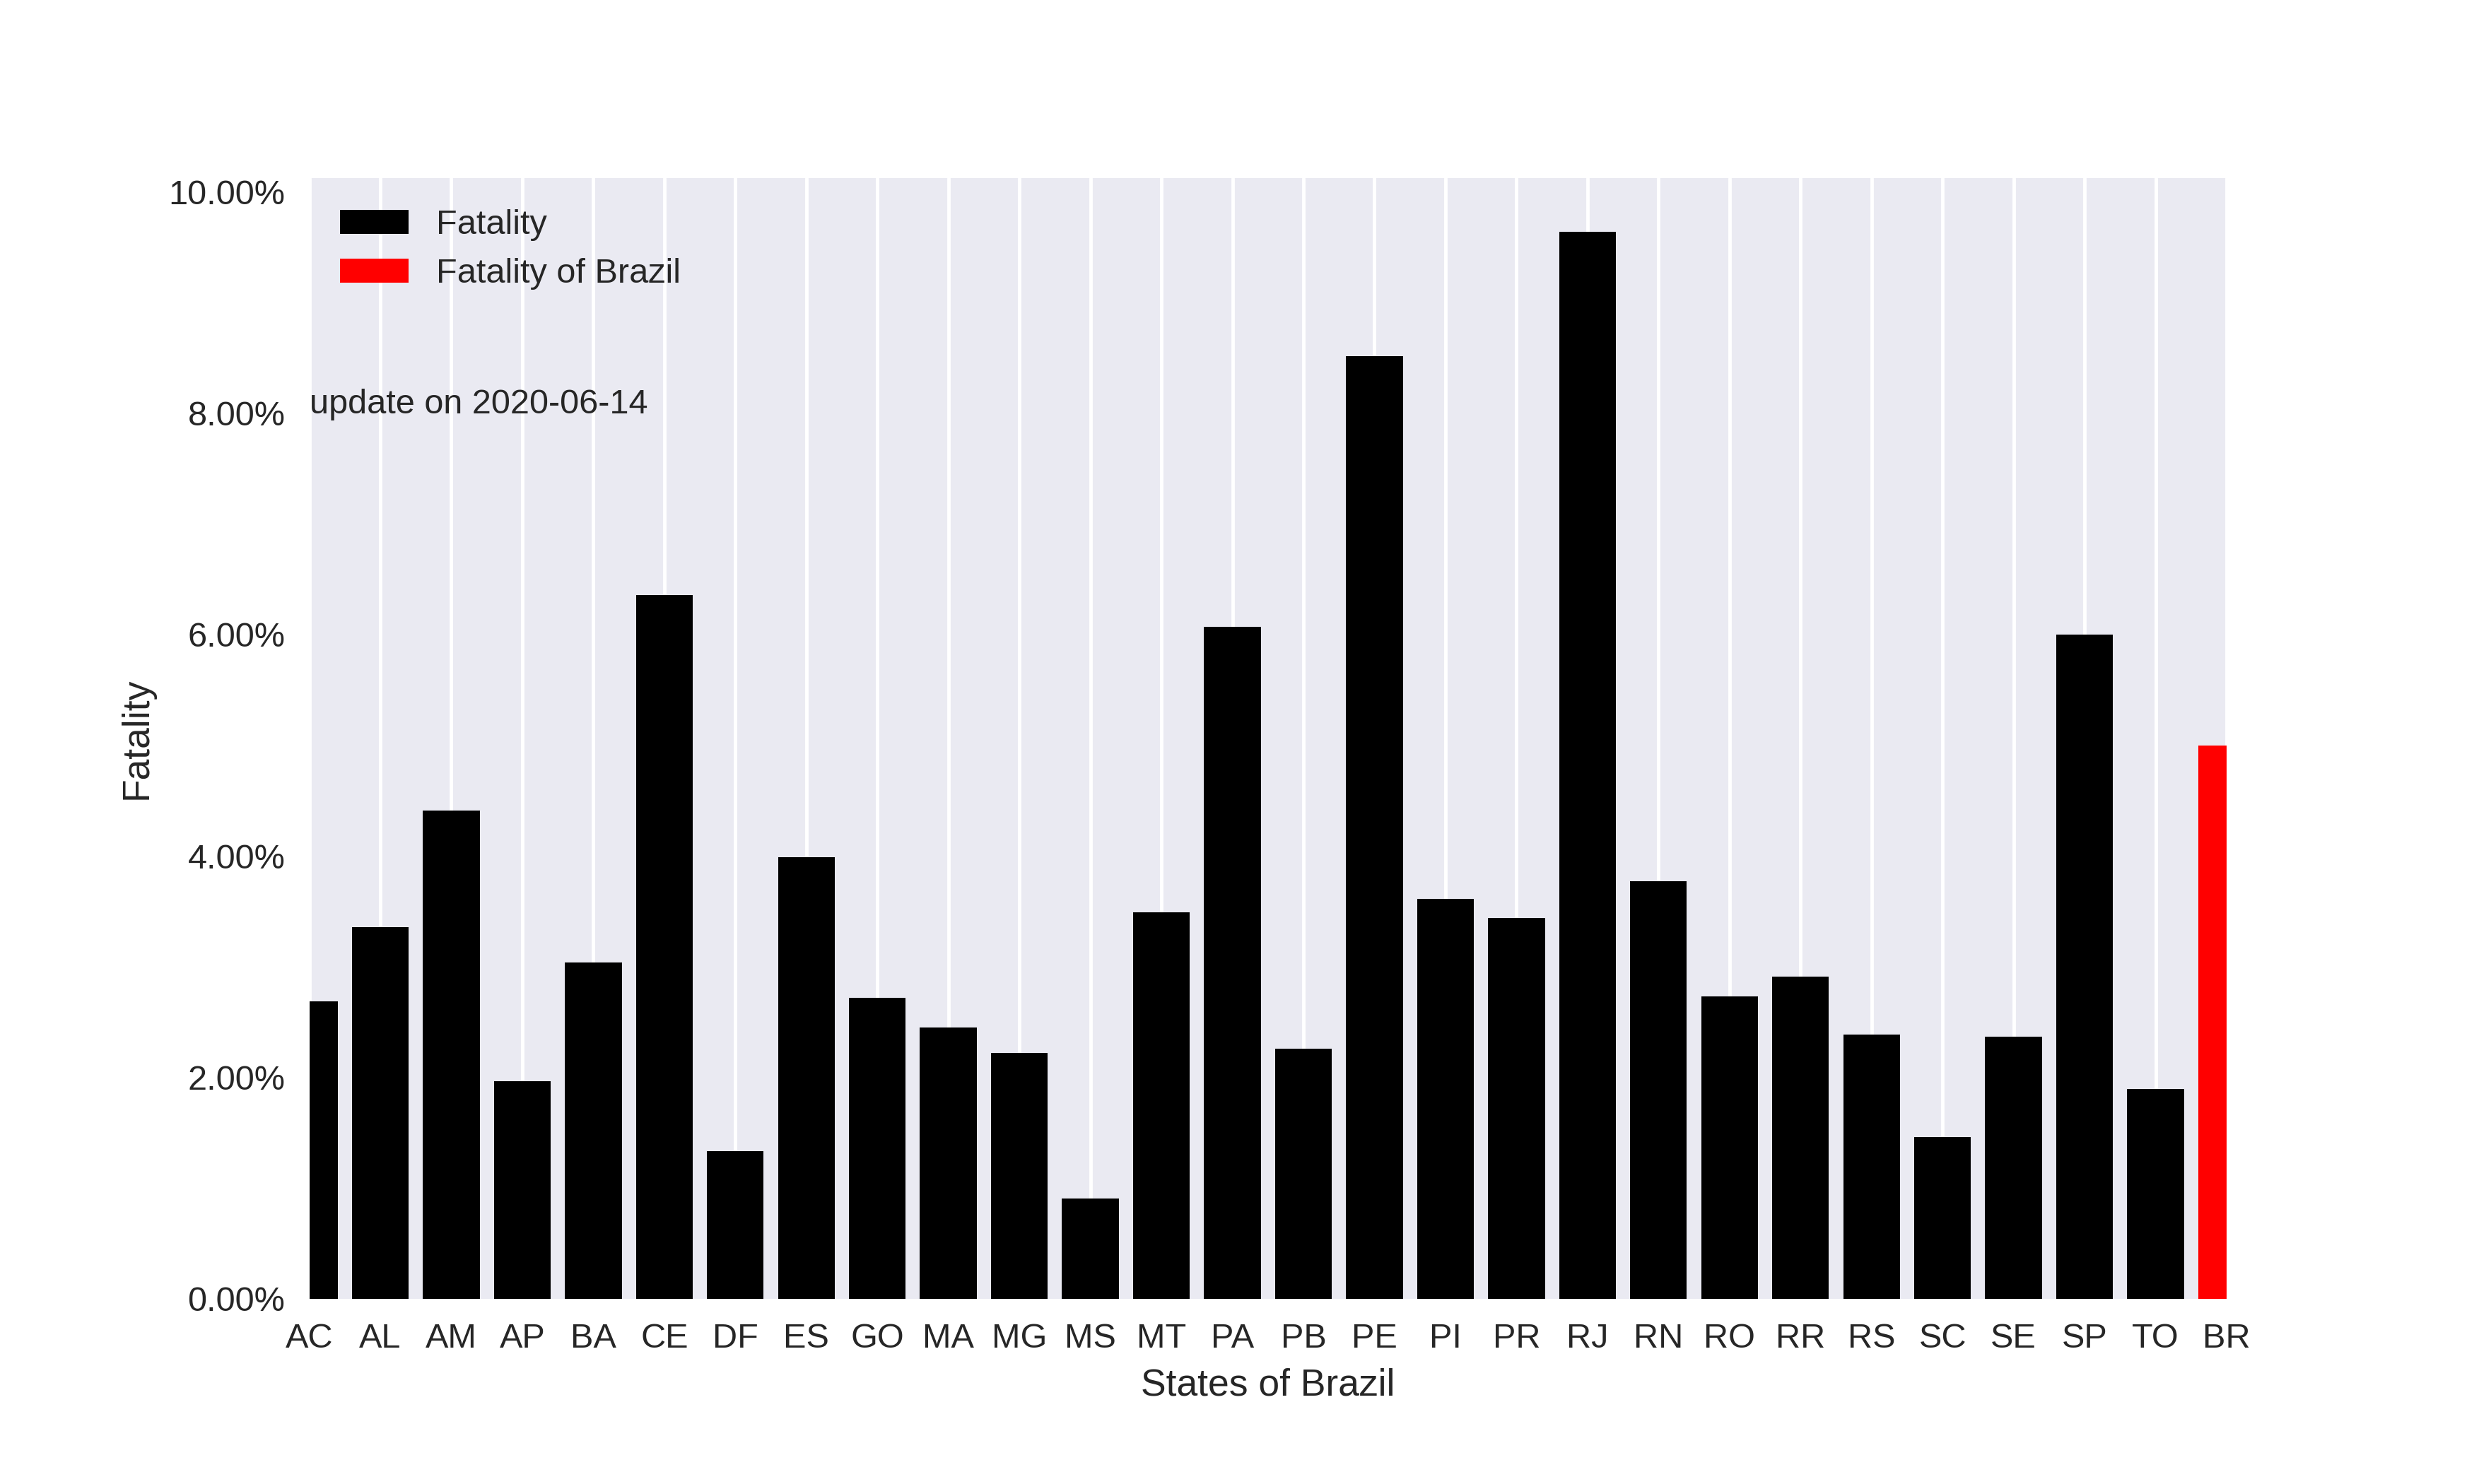 10.00%
Fatality
Fatality of Brazil
update on 2020-06-14
8.00%
6.00%
Fatality
4.00%
2.00%
0.00%
AC AL AM AP BA CE DF ES GO MA MG MS MT PA PB PE PI PR RJ RN RO RR RS SC SE SP TO BR
States of Brazil